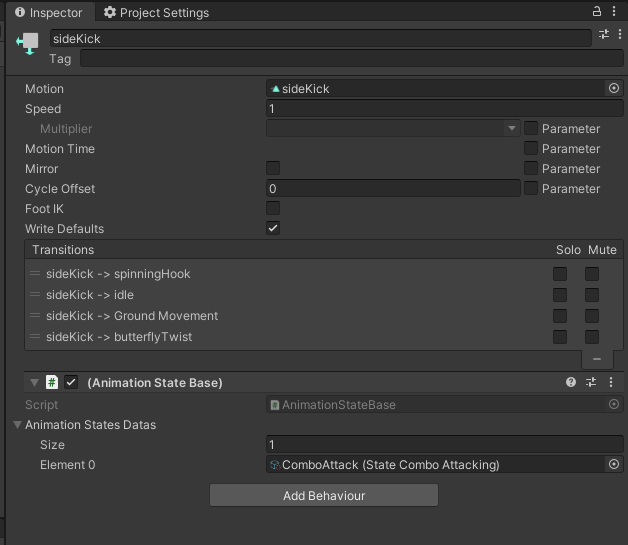 Inspector Project Settings
sideKick
Tag
Motion sideKick
Speed 1
Multiplier Parameter
Motion Time Parameter
Mirror Parameter
Cycle Offset 0 Parameter
Foot IK
Write Defaults
Transitions Solo Mute
sideKick -> spinningHook
sideKick -> idle
sideKick -> Ground Movement
sideKick -> butterflyTwist
# (Animation State Base)
Script # AnimationStateBase
Animation States Datas
Size 1
Element 0 ComboAttack (State Combo Attacking)
Add Behaviour